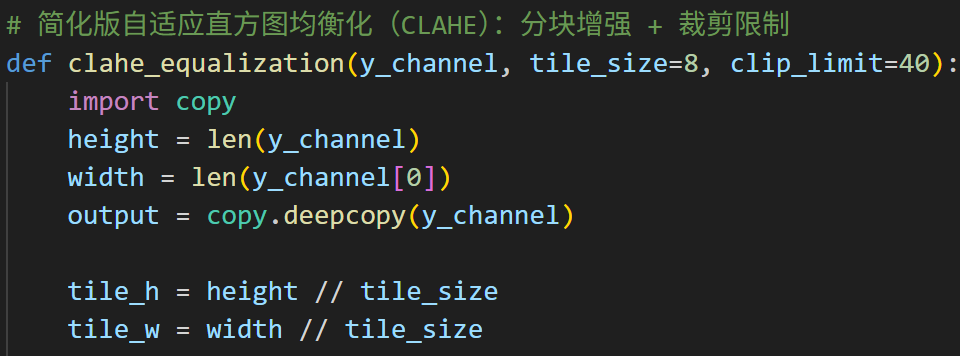 # 简化版自适应直方图均衡化（CLAHE）：分块增强 + 裁剪限制
def clahe_equalization(y_channel, tile_size=8, clip_limit=40):
    import copy
    height = len(y_channel)
    width = len(y_channel[0])
    output = copy.deepcopy(y_channel)

    tile_h = height // tile_size
    tile_w = width // tile_size